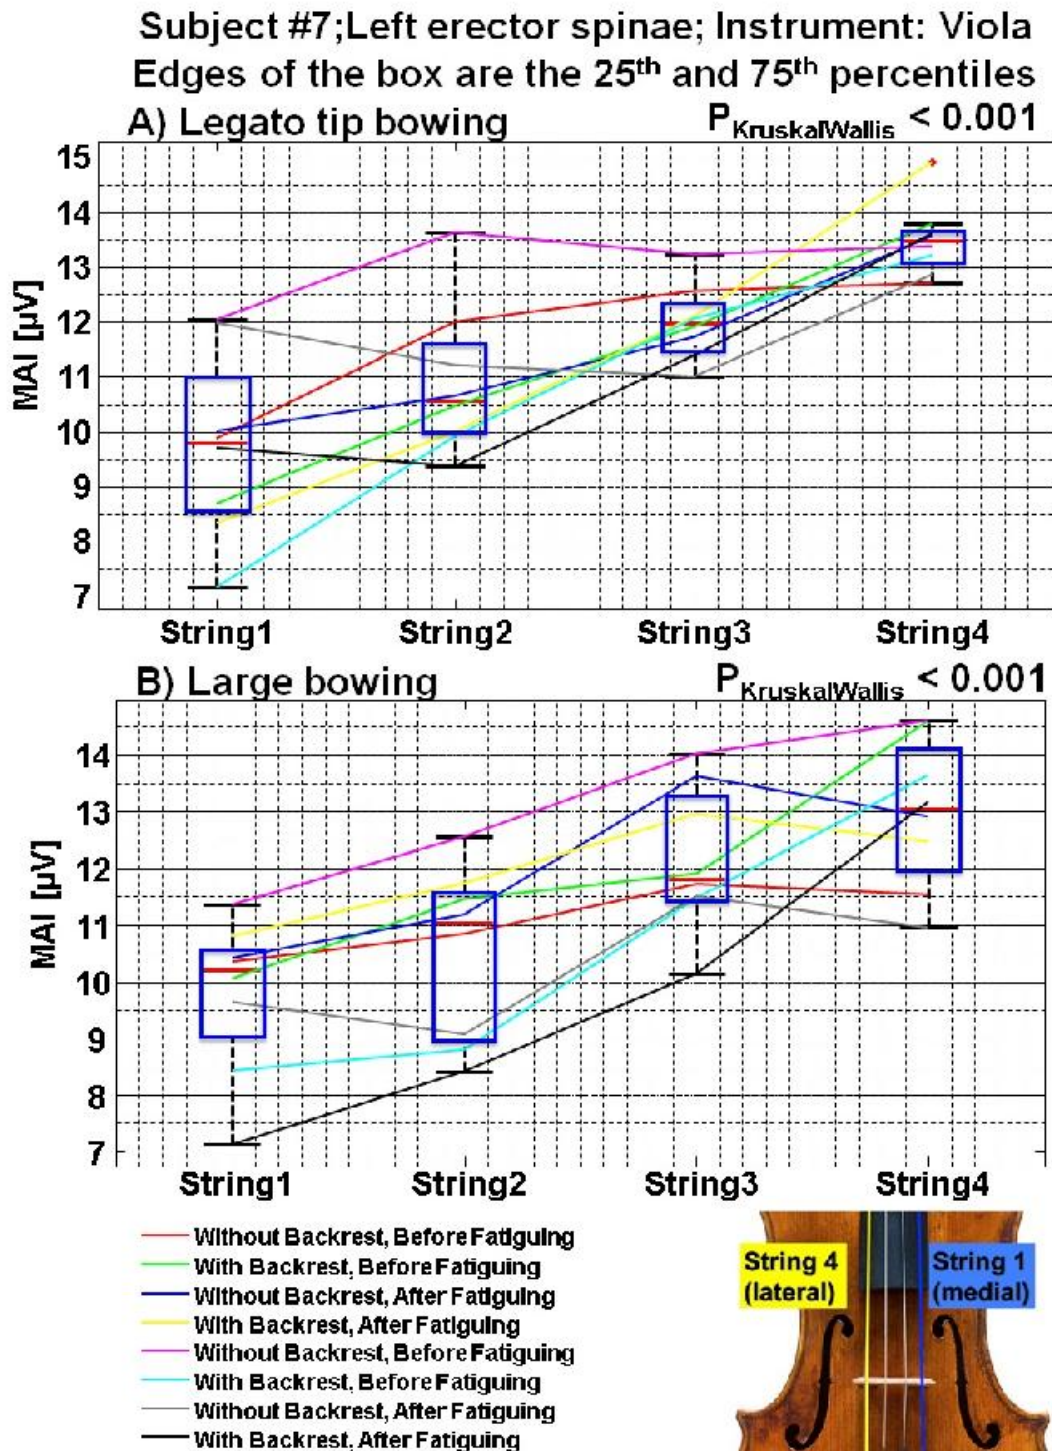 Subject #7;Left erector spinae; Instrument: Viola
Edges of the box are the 25th and 75th percentiles
A) Legato tip bowing P_KruskalWallis < 0.001
15
14
13
12
11
10
9
8
7
MAI [µV]
String1 String2 String3 String4
B) Large bowing P_KruskalWallis < 0.001
14
13
12
11
10
9
8
7
MAI [µV]
String1 String2 String3 String4
Without Backrest, Before Fatiguing
With Backrest, Before Fatiguing
Without Backrest, After Fatiguing
With Backrest, After Fatiguing
Without Backrest, Before Fatiguing
With Backrest, Before Fatiguing
Without Backrest, After Fatiguing
With Backrest, After Fatiguing
String 4
(lateral)
String 1
(medial)